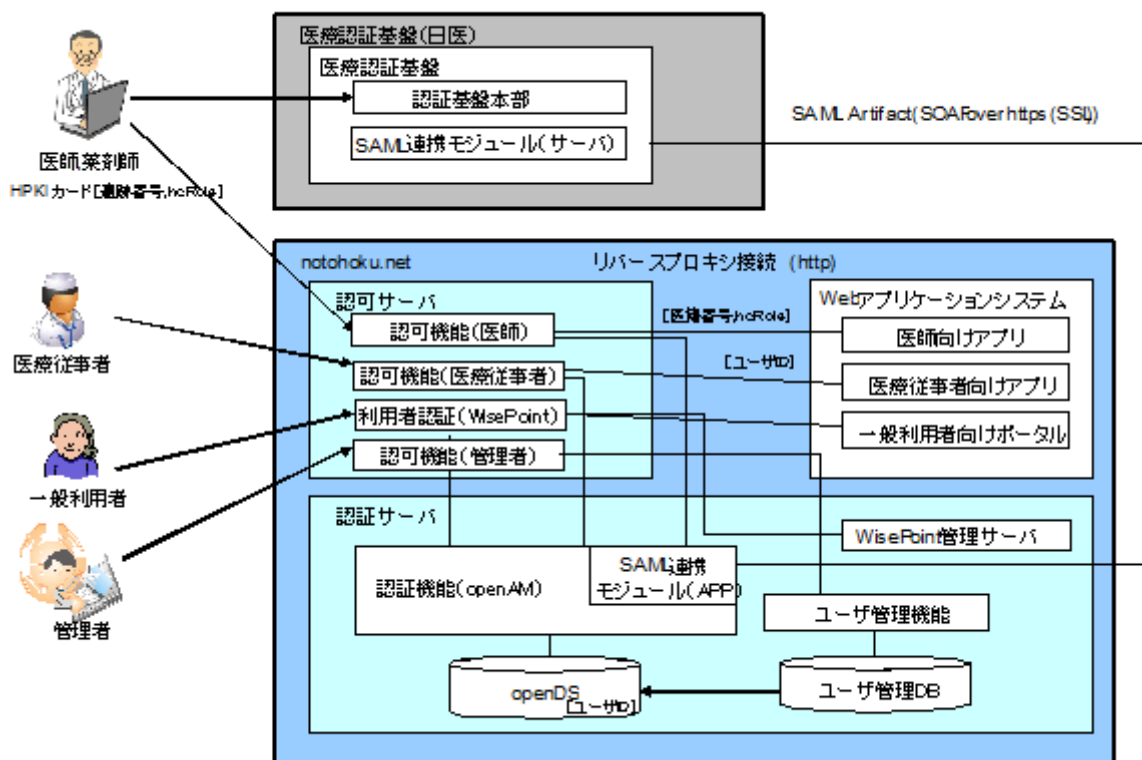 医療認証基盤(日医)
医療認証基盤
認証基盤本部
SAML連携モジュール(サーバ)
SAML Artifact(SOAPover https (SSL))
医師薬剤師
HPKIカード[
番号,hcRole]
notohoku.net
リバースプロキシ接続 (http)
認可サーバ
Webアプリケーションシステム
認可機能(医師)
[医籍番号,hcRole]
医師向けアプリ
[ユーザID]
医療従事者
認可機能(医療従事者)
医療従事者向けアプリ
利用者認証(WisePoint)
一般利用者向けポータル
認可機能(管理者)
一般利用者
認証サーバ
WisePoint管理サーバ
認証機能(openAM)
SAML連携
モジュール(APP)
ユーザ管理機能
管理者
openDS
[ユーザID]
ユーザ管理DB